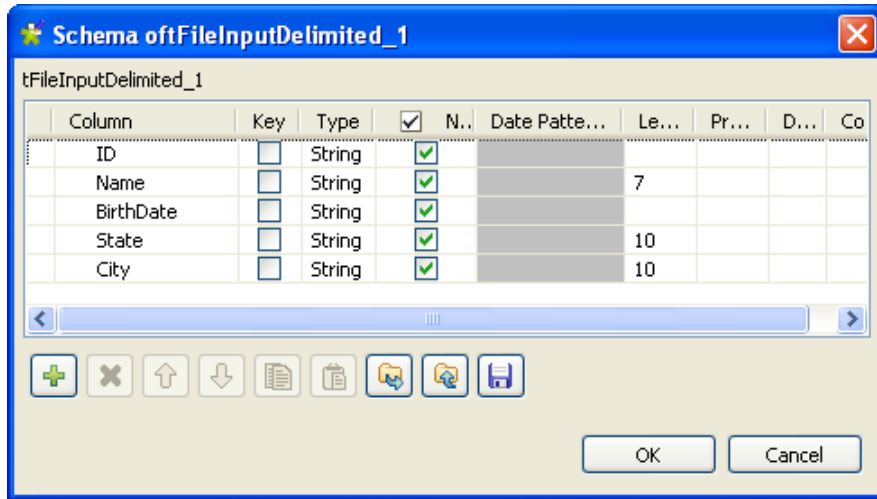 Schema oftFileInputDelimited_1
tFileInputDelimited_1
Column Key Type N.. Date Patte... Le... Pr... D... Co
ID String
Name String 7
BirthDate String
State String 10
City String 10
OK Cancel